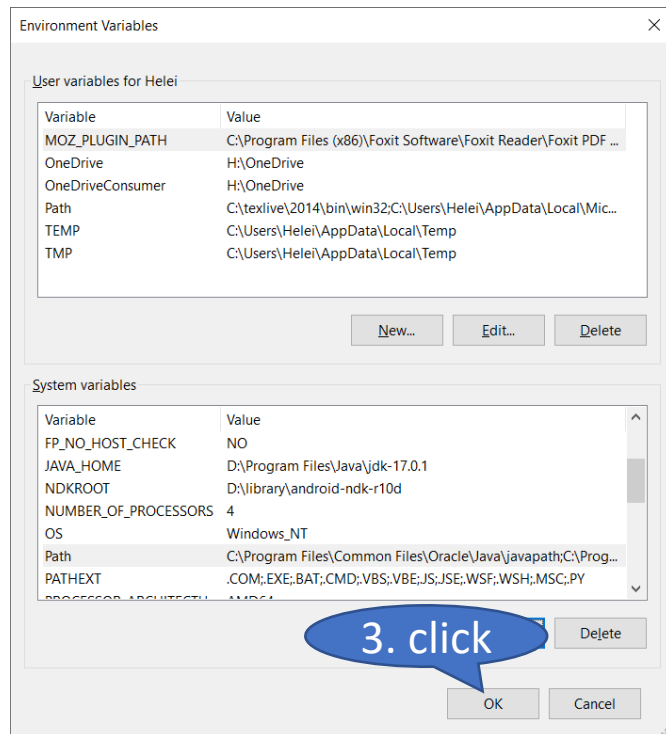 Environment Variables
User variables for Helei
Variable Value
MOZ_PLUGIN_PATH C:\Program Files (x86)\Foxit Software\Foxit Reader\Foxit PDF ...
OneDrive H:\OneDrive
OneDriveConsumer H:\OneDrive
Path C:\texlive\2014\bin\win32;C:\Users\Helei\AppData\Local\Mic...
TEMP C:\Users\Helei\AppData\Local\Temp
TMP C:\Users\Helei\AppData\Local\Temp
New... Edit... Delete
System variables
Variable Value
FP_NO_HOST_CHECK NO
JAVA_HOME D:\Program Files\Java\jdk-17.0.1
NDKROOT D:\library\android-ndk-r10d
NUMBER_OF_PROCESSORS 4
OS Windows_NT
Path C:\Program Files\Common Files\Oracle\Java\javapath;C:\Prog...
PATHEXT .COM;.EXE;.BAT;.CMD;.VBS;.VBE;.JS;.JSE;.WSF;.WSH;.MSC;.PY
AMD64
3. click Delete
OK Cancel